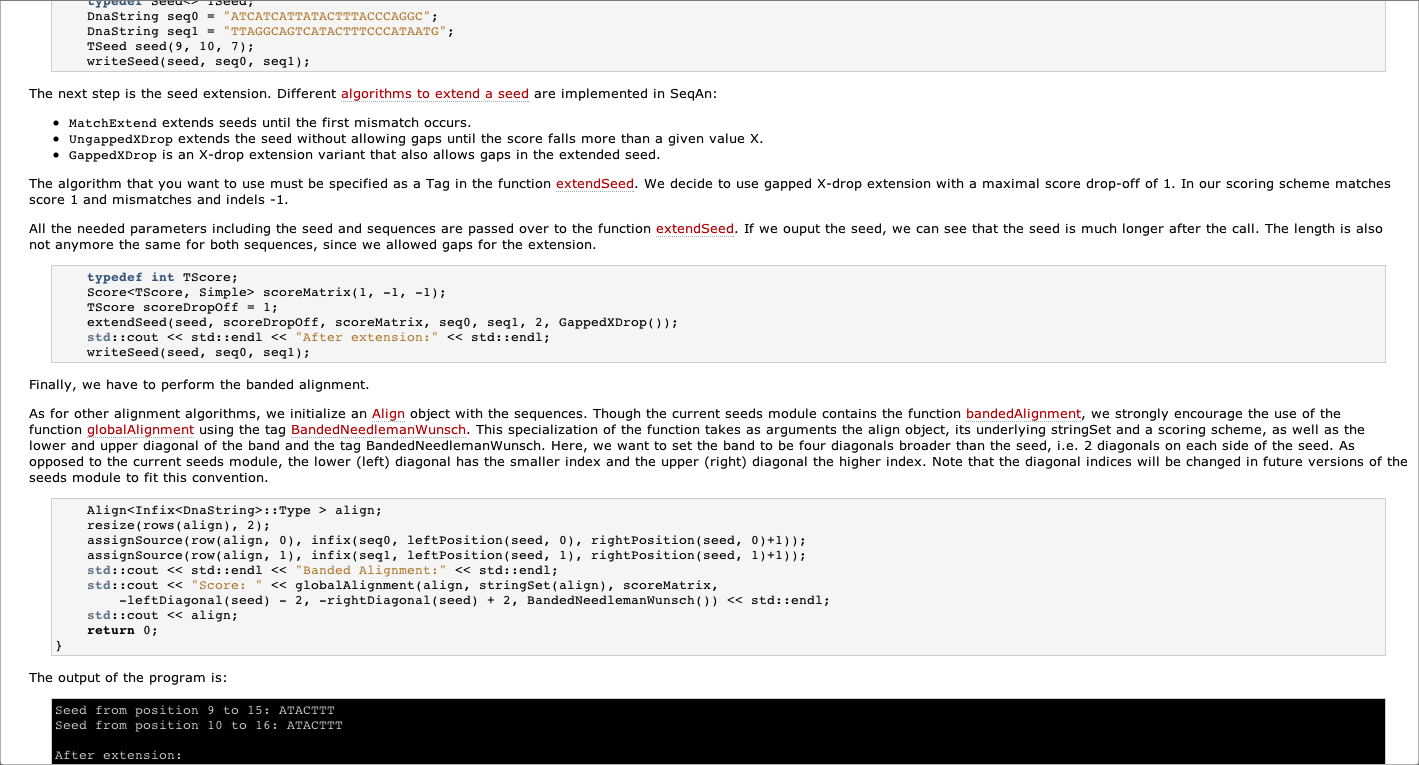 typedef Seed<> TSeed;
DnaString seq0 = "ATCATCATTATACTTTACCCAGGC";
DnaString seq1 = "TTAGGCAGTCATACTTTCCCATAATG";
TSeed seed(9, 10, 7);
writeSeed(seed, seq0, seq1);
The next step is the seed extension. Different algorithms to extend a seed are implemented in SeqAn:
• MatchExtend extends seeds until the first mismatch occurs.
• UngappedXDrop extends the seed without allowing gaps until the score falls more than a given value X.
• GappedXDrop is an X-drop extension variant that also allows gaps in the extended seed.
The algorithm that you want to use must be specified as a Tag in the function extendSeed. We decide to use gapped X-drop extension with a maximal score drop-off of 1. In our scoring scheme matches
score 1 and mismatches and indels -1.
All the needed parameters including the seed and sequences are passed over to the function extendSeed. If we ouput the seed, we can see that the seed is much longer after the call. The length is also
not anymore the same for both sequences, since we allowed gaps for the extension.
typedef int TScore;
Score<TScore, Simple> scoreMatrix(1, -1, -1);
TScore scoreDropOff = 1;
extendSeed(seed, scoreDropOff, scoreMatrix, seq0, seq1, 2, GappedXDrop());
std::cout << std::endl << "After extension:" << std::endl;
writeSeed(seed, seq0, seq1);
Finally, we have to perform the banded alignment.
As for other alignment algorithms, we initialize an Align object with the sequences. Though the current seeds module contains the function bandedAlignment, we strongly encourage the use of the
function globalAlignment using the tag BandedNeedlemanWunsch. This specialization of the function takes as arguments the align object, its underlying stringSet and a scoring scheme, as well as the
lower and upper diagonal of the band and the tag BandedNeedlemanWunsch. Here, we want to set the band to be four diagonals broader than the seed, i.e. 2 diagonals on each side of the seed. As
opposed to the current seeds module, the lower (left) diagonal has the smaller index and the upper (right) diagonal the higher index. Note that the diagonal indices will be changed in future versions of the
seeds module to fit this convention.
Align<Infix<DnaString>::Type > align;
resize(rows(align), 2);
assignSource(row(align, 0), infix(seq0, leftPosition(seed, 0), rightPosition(seed, 0)+1));
assignSource(row(align, 1), infix(seq1, leftPosition(seed, 1), rightPosition(seed, 1)+1));
std::cout << std::endl << "Banded Alignment:" << std::endl;
std::cout << "Score: " << globalAlignment(align, stringSet(align), scoreMatrix,
-leftDiagonal(seed) - 2, -rightDiagonal(seed) + 2, BandedNeedlemanWunsch()) << std::endl;
std::cout << align;
return 0;
}
The output of the program is:
Seed from position 9 to 15: ATACTTT
Seed from position 10 to 16: ATACTTT
After extension: